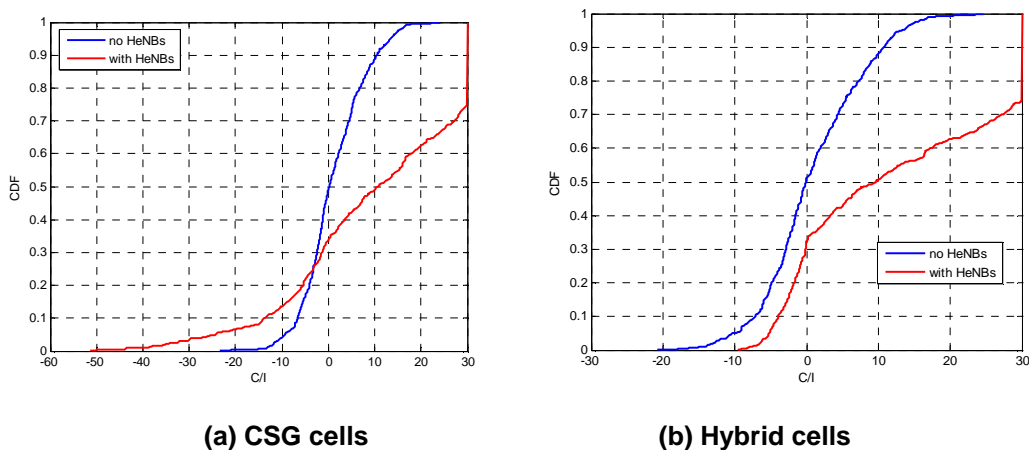 1
0.9
0.8
0.7
0.6
0.5
0.4
0.3
0.2
0.1
0
CDF
no HeNBs
with HeNBs
-60 -50 -40 -30 -20 -10 0 10 20 30
C/I
(a) CSG cells
1
0.9
0.8
0.7
0.6
0.5
0.4
0.3
0.2
0.1
0
CDF
no HeNBs
with HeNBs
-30 -20 -10 0 10 20 30
C/I
(b) Hybrid cells